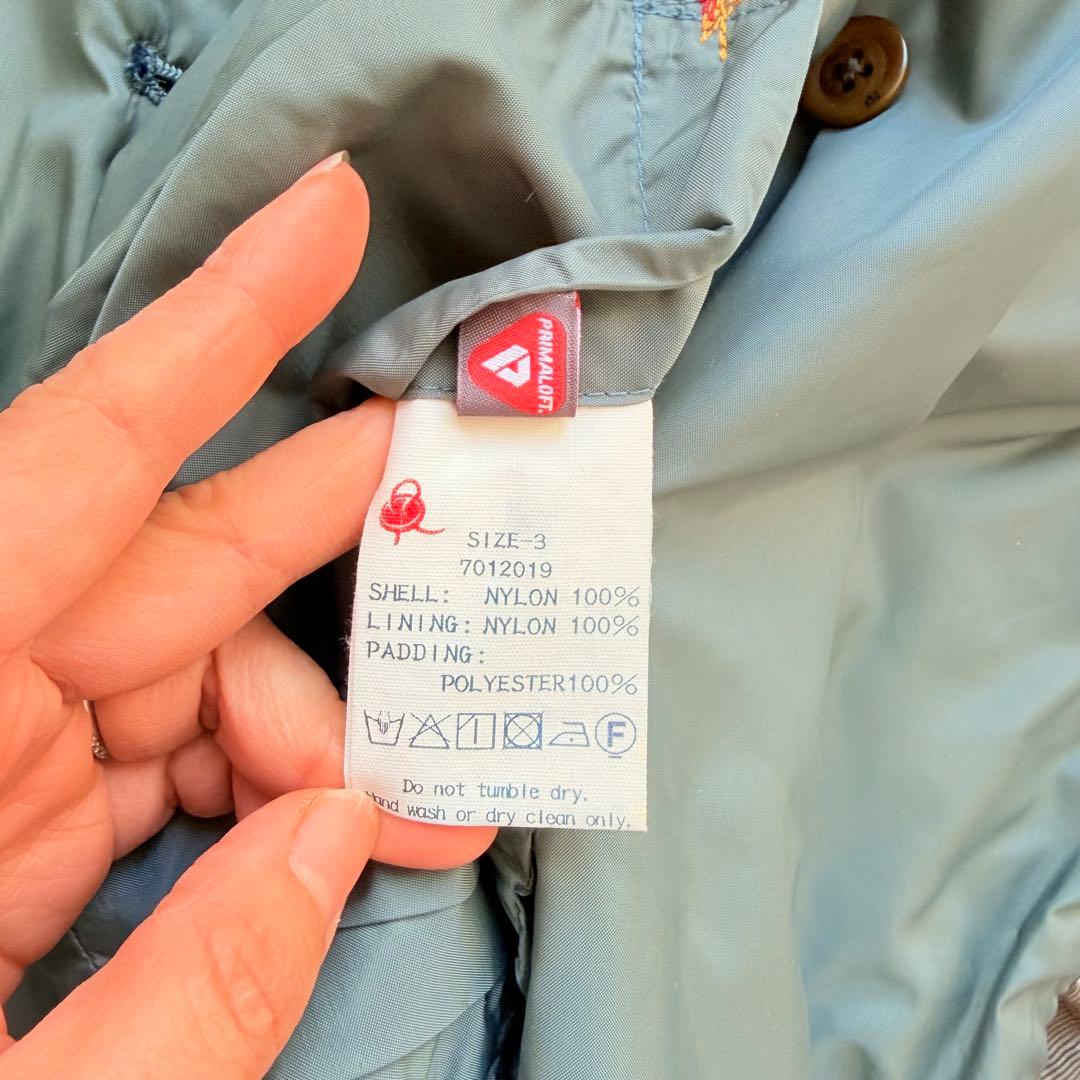 PRIMALOFT.
SIZE-3
7012019
SHELL: NYLON 100%
LINING: NYLON 100%
PADDING:
POLYESTER100%
F
Do not tumble dry.
Hand wash or dry clean only.